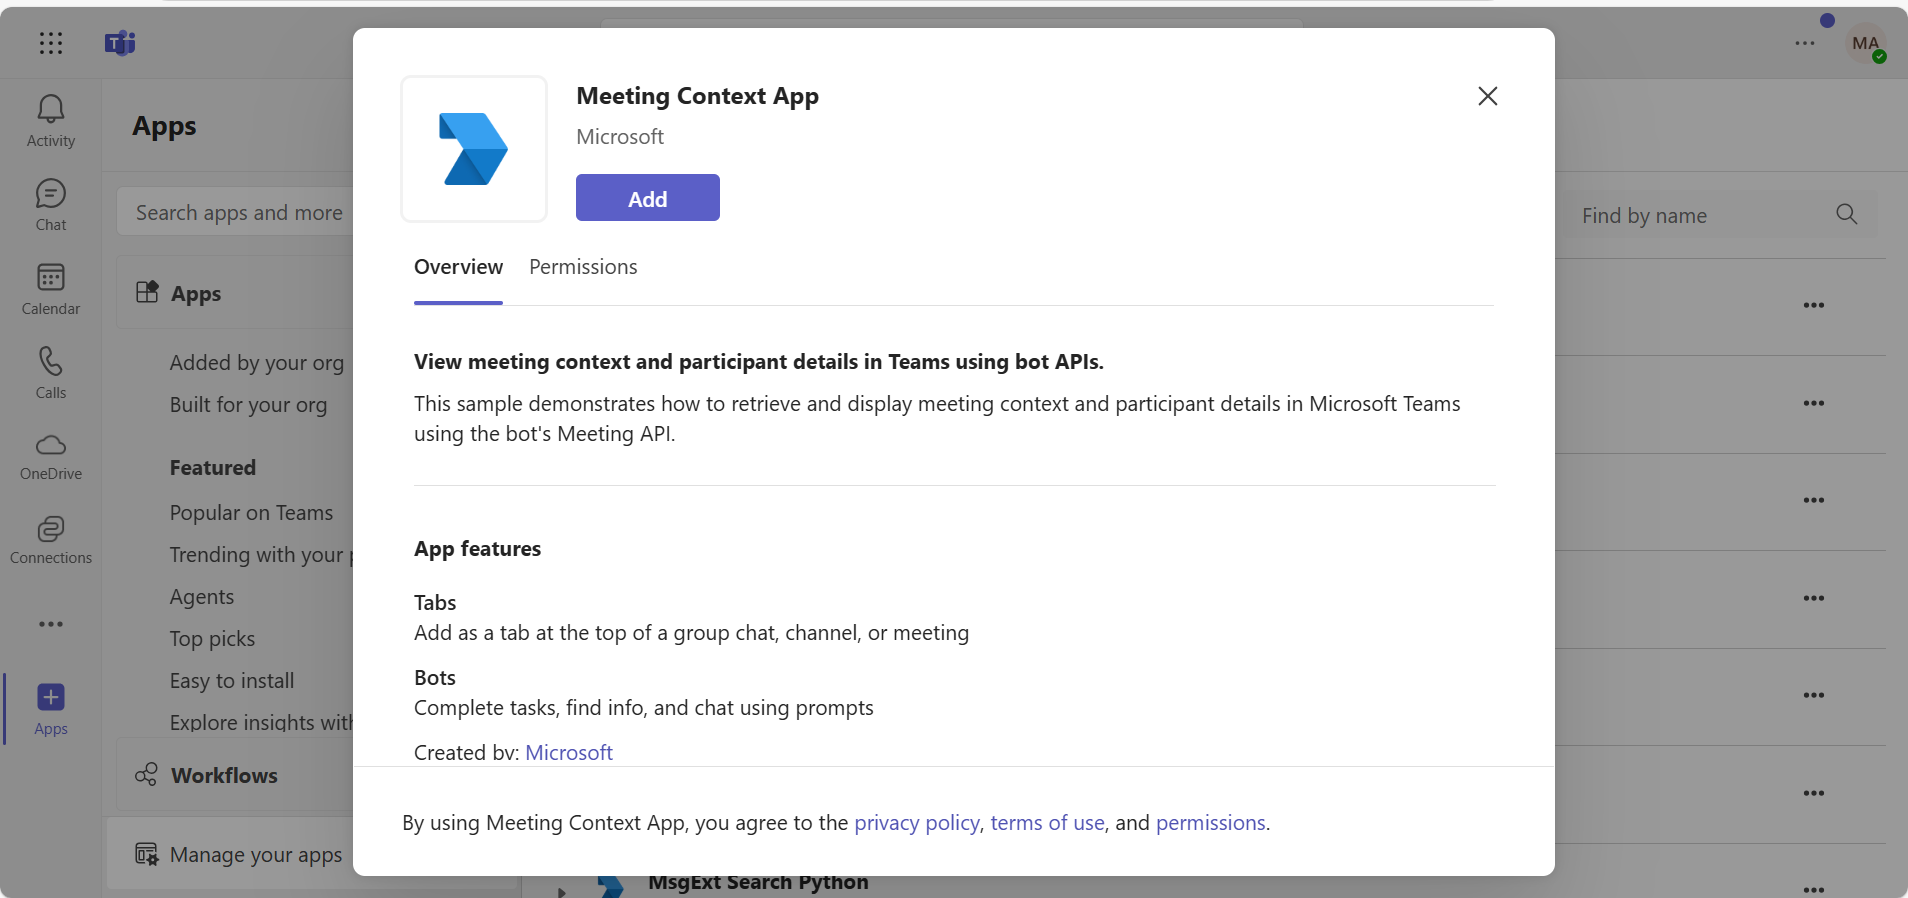 MA
Activity
Chat
Calendar
Calls
OneDrive
Connections
Apps
Apps
Search apps and more
Apps
Added by your org
Built for your org
Featured
Popular on Teams
Trending with your
Agents
Top picks
Easy to install
Explore insights with
Workflows
Manage your apps
Meeting Context App
Microsoft
Add
Overview Permissions
View meeting context and participant details in Teams using bot APIs.
This sample demonstrates how to retrieve and display meeting context and participant details in Microsoft Teams
using the bot's Meeting API.
App features
Tabs
Add as a tab at the top of a group chat, channel, or meeting
Bots
Complete tasks, find info, and chat using prompts
Created by: Microsoft
By using Meeting Context App, you agree to the privacy policy, terms of use, and permissions.
Find by name
MsgExt Search Python